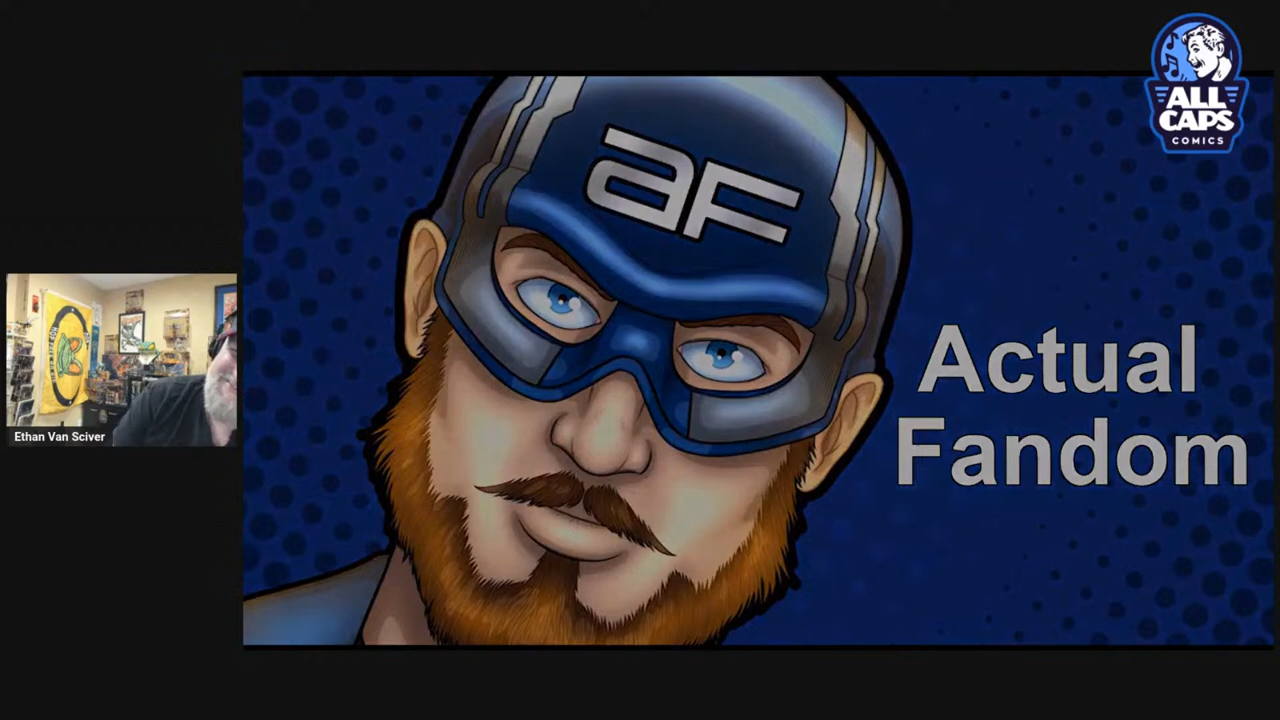 ALL
CAPS
COMICS
aF
Actual
Fandom
Ethan Van Sciver